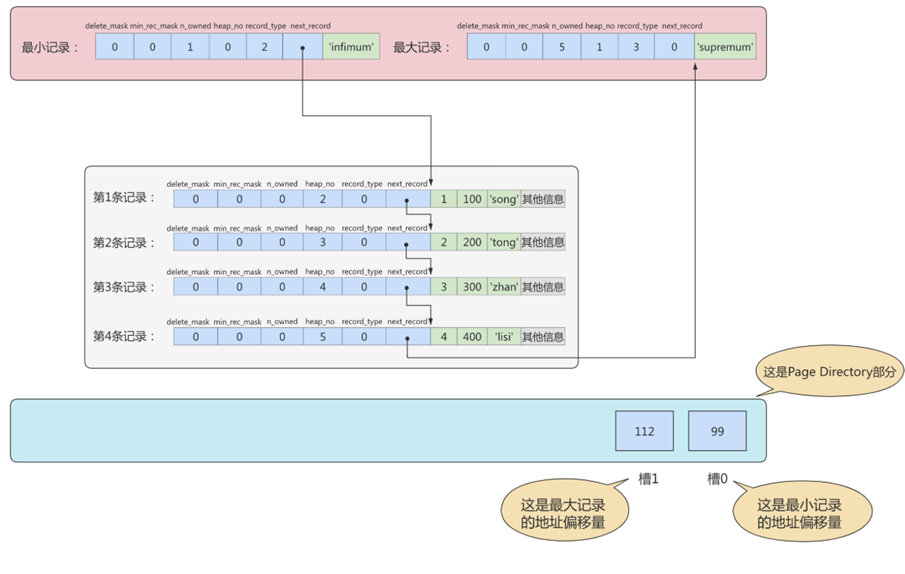 delete_mask min_rec_mask n_owned heap_no record_type next_record
最小记录： 0 0 1 0 2 'infimum'
delete_mask min_rec_mask n_owned heap_no record_type next_record
最大记录： 0 0 5 1 3 0 'supremum'
delete_mask min_rec_mask n_owned heap_no record_type next_record
第1条记录： 0 0 0 2 0 1 100 'song' 其他信息
delete_mask min_rec_mask n_owned heap_no record_type next_record
第2条记录： 0 0 0 3 0 2 200 'tong' 其他信息
delete_mask min_rec_mask n_owned heap_no record_type next_record
第3条记录： 0 0 0 4 0 3 300 'zhan' 其他信息
delete_mask min_rec_mask n_owned heap_no record_type next_record
第4条记录： 0 0 0 5 0 4 400 'lisi' 其他信息
这是Page Directory部分
112 99
槽1 槽0
这是最大记录
的地址偏移量
这是最小记录
的地址偏移量